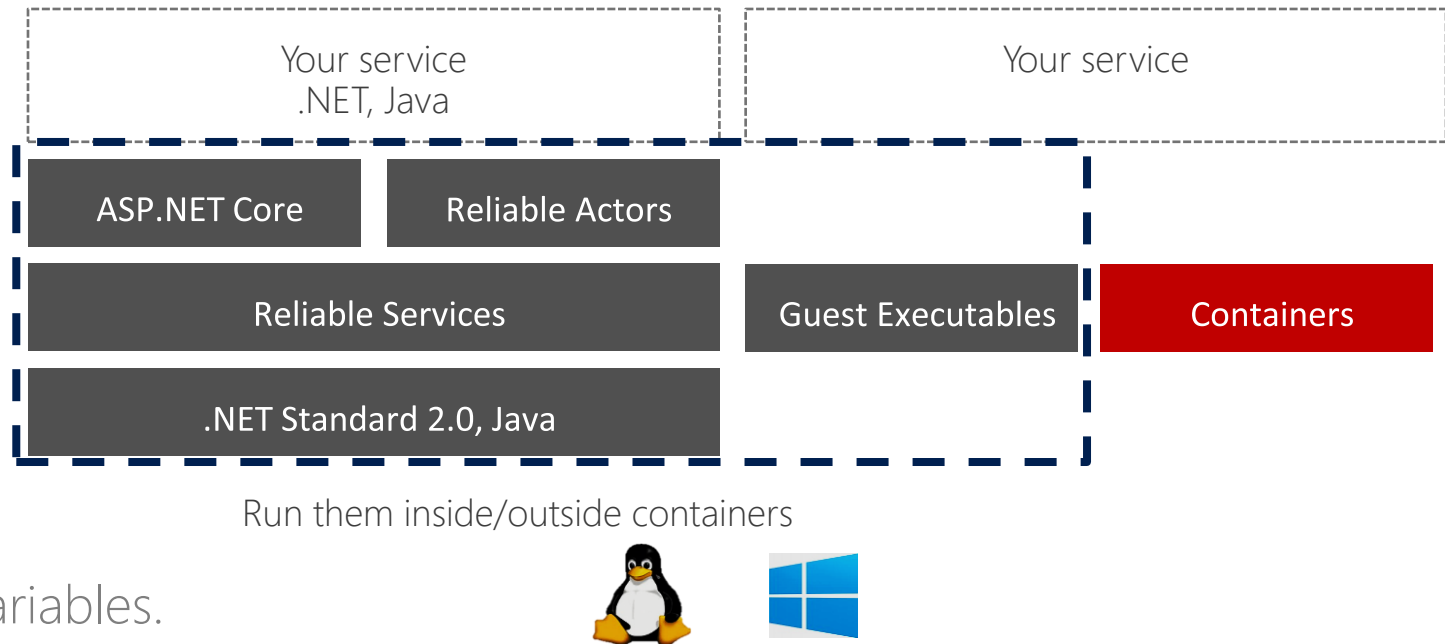 Your service
.NET, Java
Your service
ASP.NET Core
Reliable Actors
Reliable Services
Guest Executables
Containers
.NET Standard 2.0, Java
Run them inside/outside containers
ariables.